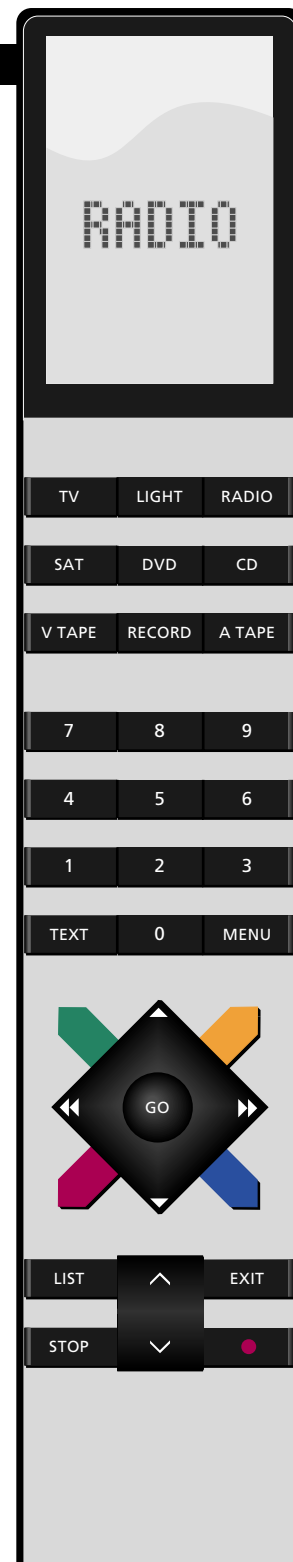 RADIO
TV LIGHT RADIO
SAT DVD CD
V TAPE RECORD A TAPE
7 8 9
4 5 6
1 2 3
TEXT 0 MENU
GO
LIST EXIT
STOP